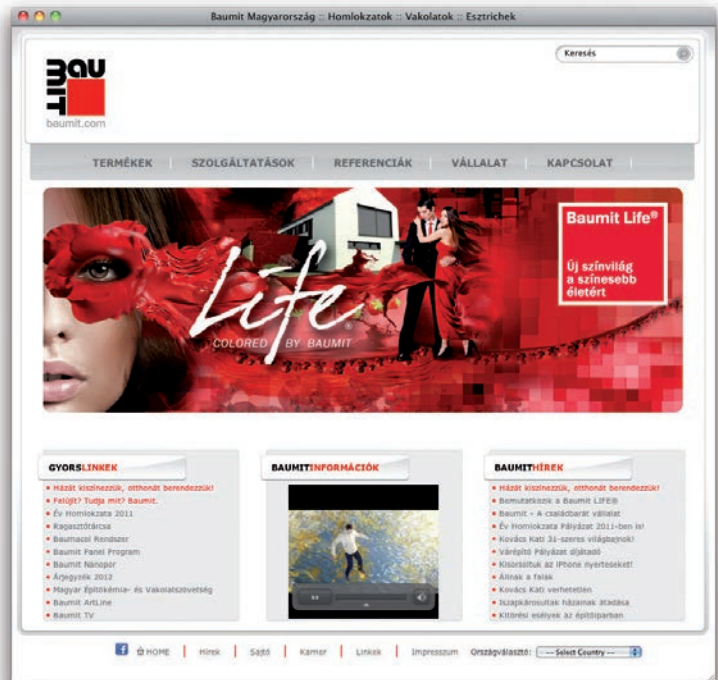 Baumit Magyarország :: Homlokzatok :: Vakolatok :: Esztrichek
Keresés
BAUMIT
baumit.com
TERMÉKEK
SZOLGÁLTATÁSOK
REFERENCIÁK
VÁLLALAT
KAPCSOLAT
Life®
COLORED BY BAUMIT
Baumit Life®
Új színvilág
a színesebb
életért
GYORSLINKEK
Házát kiszínezzük, otthonát berendezzük!
Felújít? Tudja mit? Baumit.
Év Homlokzata 2011
Ragasztótárcsa
Baumacol Rendszer
Baumit Panel Program
Baumit Nanopor
Árjegyzék 2012
Magyar Építőkémia- és Vakolatszövetség
Baumit ArtLine
Baumit TV
BAUMITINFORMÁCIÓK
BAUMITHÍREK
Házát kiszínezzük, otthonát berendezzük!
Bemutatkozik a Baumit LIFE®
Baumit - A családbarát vállalat
Év Homlokzata Pályázat 2011-ben is!
Kovács Kati 31-szeres világbajnok!
Várépítő Pályázat díjátadó
Kisorsoltuk az iPhone nyerteseket!
Állnak a falak
Kovács Kati verhetetlen
Iszapkárosultak házainak átadása
Kitörési esélyek az építőiparban
HOME
Hírek
Sajtó
Karrier
Linkek
Impresszum
Országválasztó:
--- Select Country ---